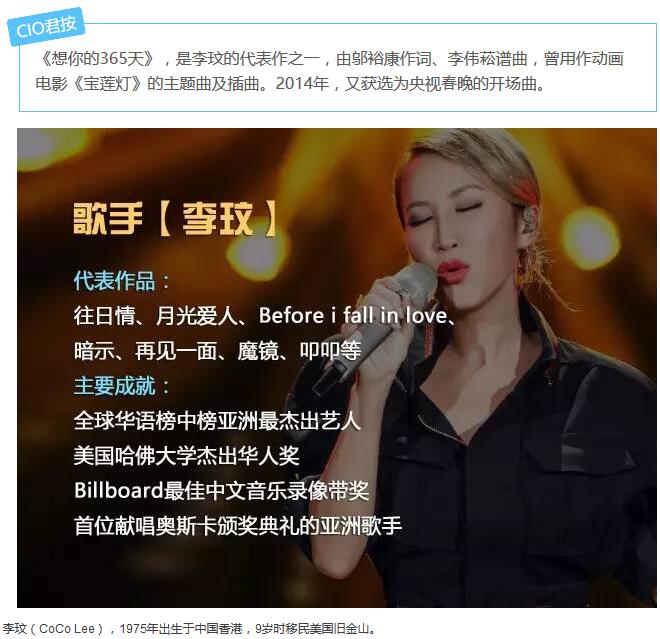 CIO君按
《想你的365天》，是李玟的代表作之一，由邬裕康作词、李伟菘谱曲，曾用作动画
电影《宝莲灯》的主题曲及插曲。2014年，又获选为央视春晚的开场曲。
歌手【李玟】
代表作品：
往日情、月光爱人、Before i fall in love、
暗示、再见一面、魔镜、叩叩等
主要成就：
全球华语榜中榜亚洲最杰出艺人
美国哈佛大学杰出华人奖
Billboard最佳中文音乐录像带奖
首位献唱奥斯卡颁奖典礼的亚洲歌手
李玟（CoCo Lee），1975年出生于中国香港，9岁时移民美国旧金山。